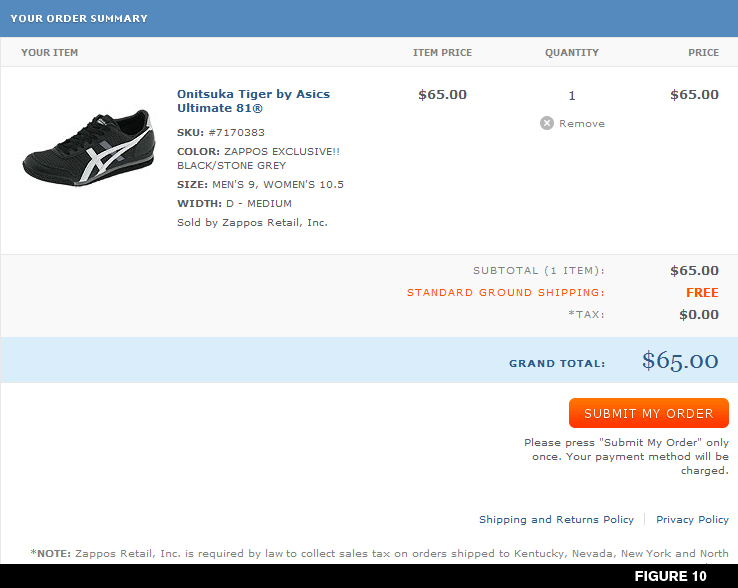 YOUR ORDER SUMMARY
YOUR ITEM ITEM PRICE QUANTITY PRICE
Onitsuka Tiger by Asics $65.00 1 $65.00
Ultimate 81®
Remove
SKU: #7170383
COLOR: ZAPPOS EXCLUSIVE!!
BLACK/STONE GREY
SIZE: MEN'S 9, WOMEN'S 10.5
WIDTH: D - MEDIUM
Sold by Zappos Retail, Inc.
SUBTOTAL (1 ITEM): $65.00
STANDARD GROUND SHIPPING: FREE
*TAX: $0.00
GRAND TOTAL: $65.00
SUBMIT MY ORDER
Please press "Submit My Order" only
once. Your payment method will be
charged.
Shipping and Returns Policy Privacy Policy
*NOTE: Zappos Retail, Inc. is required by law to collect sales tax on orders shipped to Kentucky, Nevada, New York and North
FIGURE 10